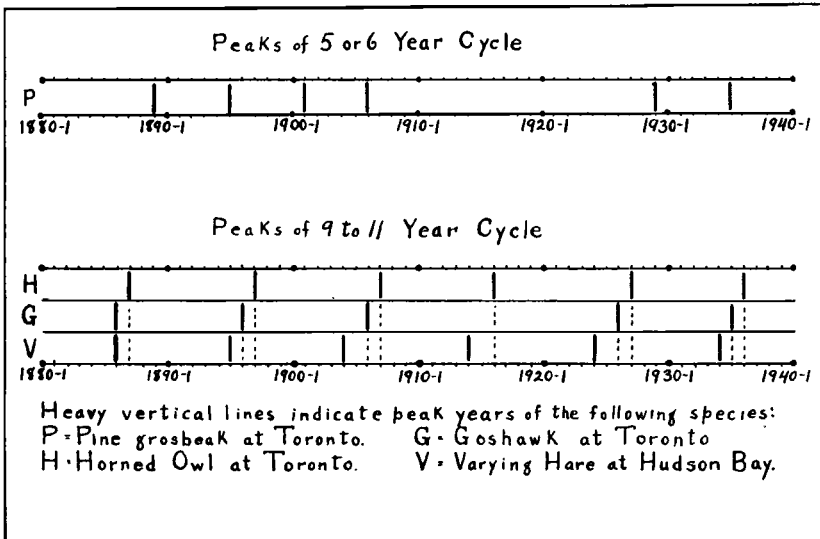 Peaks of 5 or 6 Year Cycle
P
1880-1 1890-1 1900-1 1910-1 1920-1 1930-1 1940-1
Peaks of 9 to 11 Year Cycle
H
G
V
1880-1 1890-1 1900-1 1910-1 1920-1 1930-1 1940-1
Heavy vertical lines indicate peak years of the following species:
P = Pine grosbeak at Toronto. G = Goshawk at Toronto
H = Horned Owl at Toronto. V = Varying Hare at Hudson Bay.